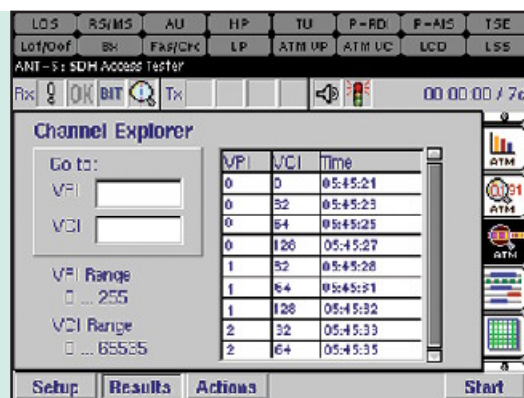 LOS RS/MS AU HP TU P-RDI P-AIS TSE
Lof/Oof BX Fas/Crc LP ATM VP ATM VC LCD LSS
ANT-5: SDH Access Tester
Rx OK BIT Tx 00 00 00 / 7d
Channel Explorer
Go to:
VPI
VCI
VPI Range
0 ... 255
VCI Range
0 ... 65535
VPI VCI Time
0 0 05:45:21
0 32 05:45:23
0 64 05:45:25
0 128 05:45:27
1 32 05:45:28
1 64 05:45:31
1 128 05:45:32
2 32 05:45:33
2 64 05:45:35
ATM
ATM
ATM
Setup Results Actions Start